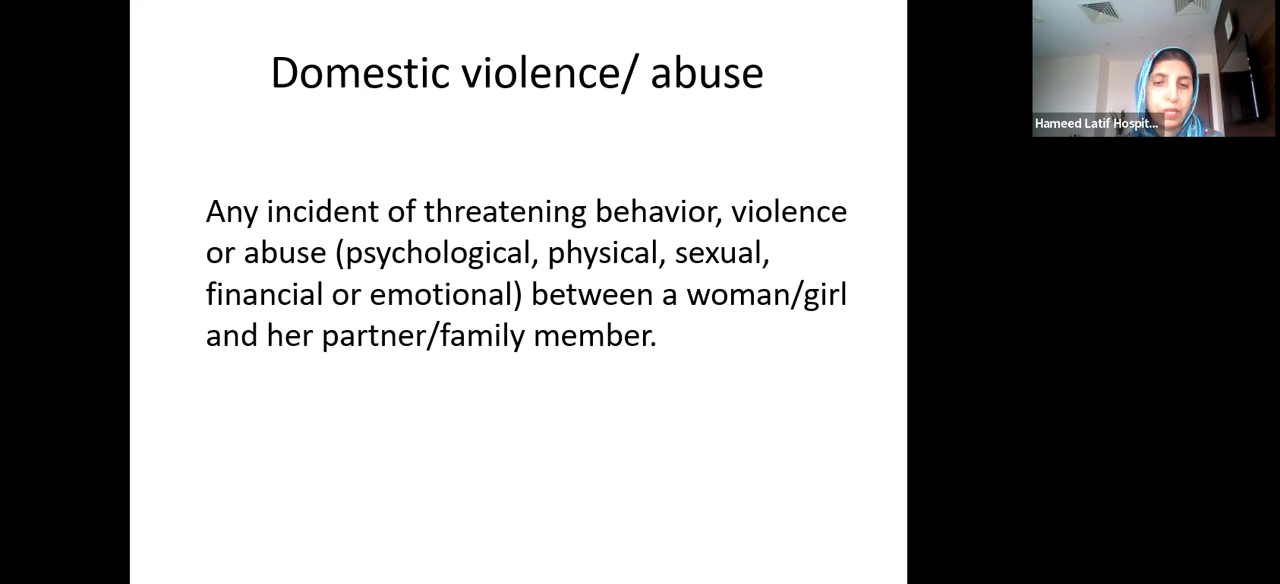 Domestic violence/ abuse
Any incident of threatening behavior, violence
or abuse (psychological, physical, sexual,
financial or emotional) between a woman/girl
and her partner/family member.
Hameed Latif Hospit...